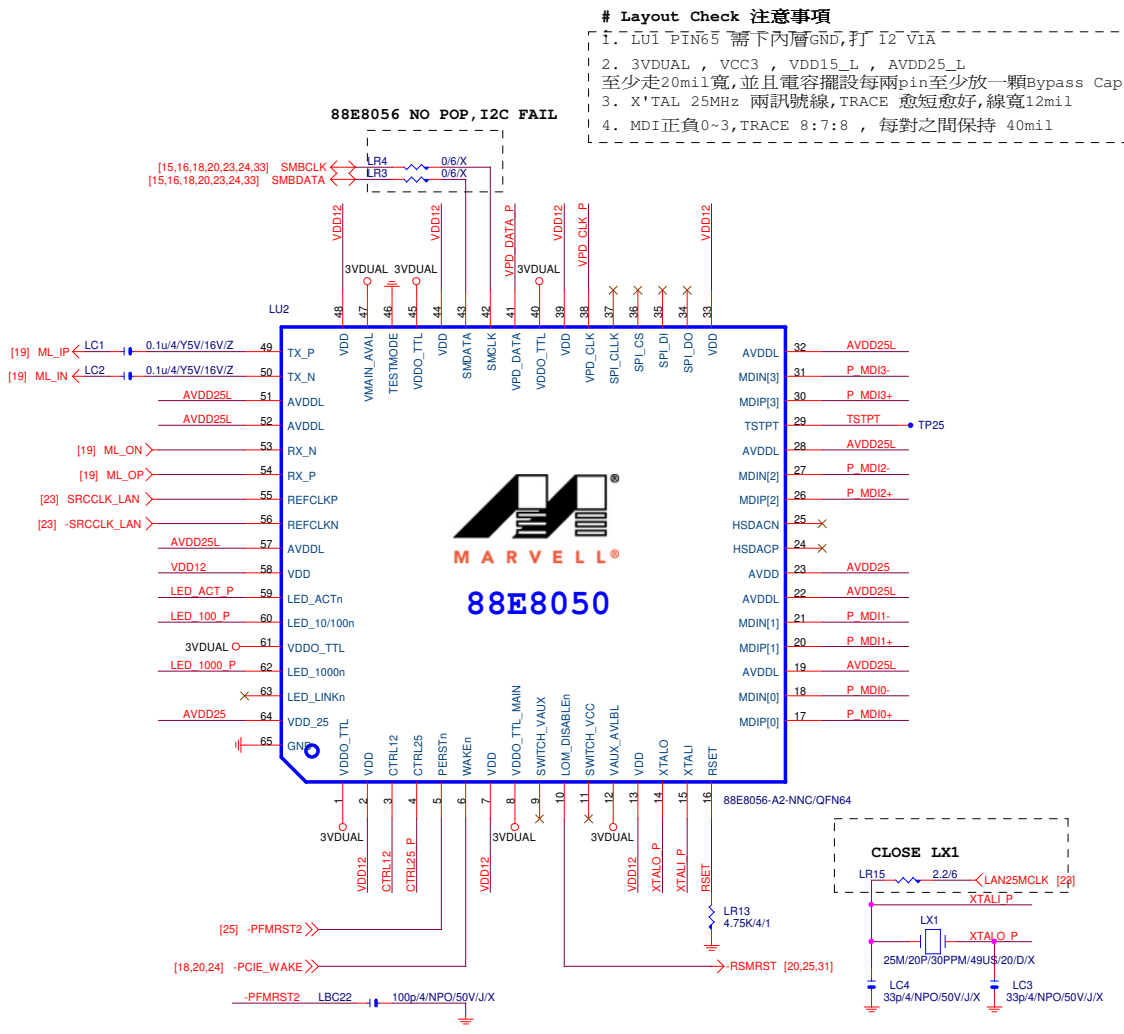 # Layout Check 注意事項
1. LU1 PIN65 需下內層GND,打 12 VIA
2. 3VDUAL , VCC3 , VDD15_L , AVDD25_L
至少走20mil寬,並且電容擺設每兩pin至少放一顆Bypass Cap
3. X'TAL 25MHz 兩訊號線,TRACE 愈短愈好,線寬12mil
4. MDI正負0~3,TRACE 8:7:8 , 每對之間保持 40mil
88E8056 NO POP,I2C FAIL
[15,16,18,20,23,24,33] SMBCLK LR4 0/6/X
[15,16,18,20,23,24,33] SMBDATA LR3 0/6/X
VDD12 VDD12 VPD_DATA_P VDD12 VPD_CLK_P VDD12
3VDUAL 3VDUAL 3VDUAL
LU2
48 47 46 45 44 43 42 41 40 39 38 37 36 35 34 33
VDD VMAIN_AVAL TESTMODE VDDO_TTL VDD SMDATA SMCLK VPD_DATA VDDO_TTL VDD VPD_CLK SPI_CLLK SPI_CS SPI_DI SPI_DO VDD
[19] ML_IP LC1 0.1u/4/Y5V/16V/Z 49 TX_P
[19] ML_IN LC2 0.1u/4/Y5V/16V/Z 50 TX_N
AVDD25L 51 AVDDL
AVDD25L 52 AVDDL
[19] ML_ON 53 RX_N
[19] ML_OP 54 RX_P
[23] SRCCLK_LAN 55 REFCLKP
[23] -SRCCLK_LAN 56 REFCLKN
AVDD25L 57 AVDDL
VDD12 58 VDD
LED_ACT_P 59 LED_ACTn
LED_100_P 60 LED_10/100n
3VDUAL 61 VDDO_TTL
LED_1000_P 62 LED_1000n
63 LED_LINKn
AVDD25 64 VDD_25
65 GND
AVDDL 32 AVDD25L
MDIN[3] 31 P_MDI3-
MDIP[3] 30 P_MDI3+
TSTPT 29 TSTPT TP25
AVDDL 28 AVDD25L
MDIN[2] 27 P_MDI2-
MDIP[2] 26 P_MDI2+
HSDACN 25
HSDACP 24
AVDD 23 AVDD25
AVDDL 22 AVDD25L
MDIN[1] 21 P_MDI1-
MDIP[1] 20 P_MDI1+
AVDDL 19 AVDD25L
MDIN[0] 18 P_MDI0-
MDIP[0] 17 P_MDI0+
MARVELL®
88E8050
VDDO_TTL VDD CTRL12 CTRL25 PERSTn WAKEn VDD VDDO_TTL_MAIN SWITCH_VAUX LOM_DISABLEn SWITCH_VCC VAUX_AVLBL VDD XTALO XTALI RSET
1 2 3 4 5 6 7 8 9 10 11 12 13 14 15 16
88E8056-A2-NNC/QFN64
3VDUAL 3VDUAL 3VDUAL
VDD12 CTRL12 CTRL25_P VDD12 VDD12 XTALO_P XTALI_P RSET
LR13
4.75K/4/1
[25] -PFMRST2
[18,20,24] -PCIE_WAKE
-RSMRST [20,25,31]
-PFMRST2 LBC22 100p/4/NPO/50V/J/X
CLOSE LX1
LR15 2.2/6 LAN25MCLK [23]
XTALI_P
LX1 XTALO_P
25M/20P/30PPM/49US/20/D/X
LC4
33p/4/NPO/50V/J/X
LC3
33p/4/NPO/50V/J/X